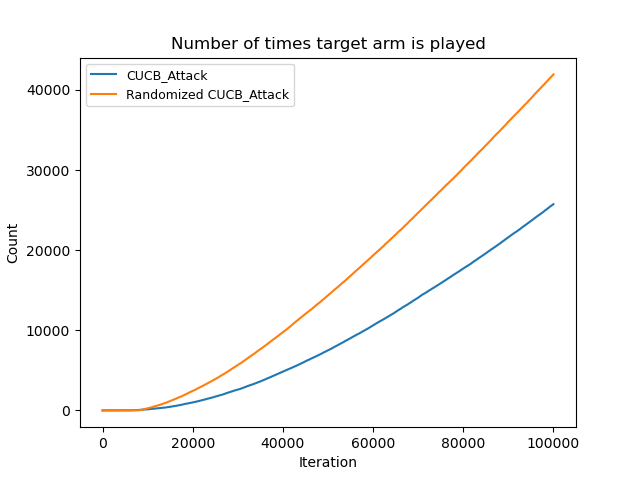 Number of times target arm is played
CUCB_Attack
Randomized CUCB_Attack
Count
40000
30000
20000
10000
0
0 20000 40000 60000 80000 100000
Iteration